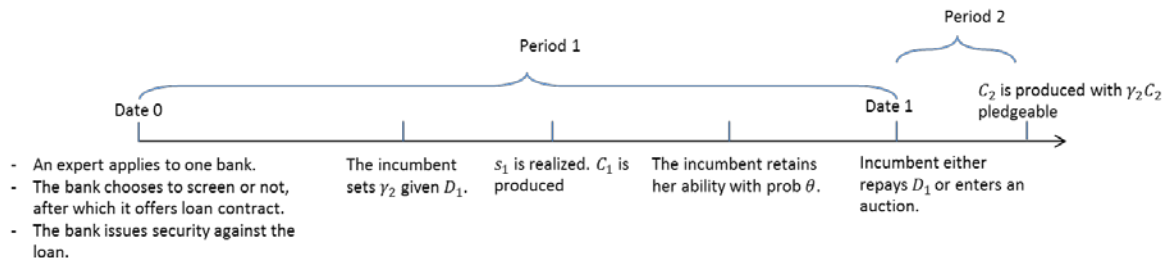 Period 2
Period 1
C₂ is produced with γ₂C₂
pledgeable
Date 0
Date 1
- An expert applies to one bank.
- The bank chooses to screen or not,
after which it offers loan contract.
- The bank issues security against the
loan.
The incumbent
sets γ₂ given D₁.
s₁ is realized. C₁ is
produced
The incumbent retains
her ability with prob θ.
Incumbent either
repays D₁ or enters an
auction.